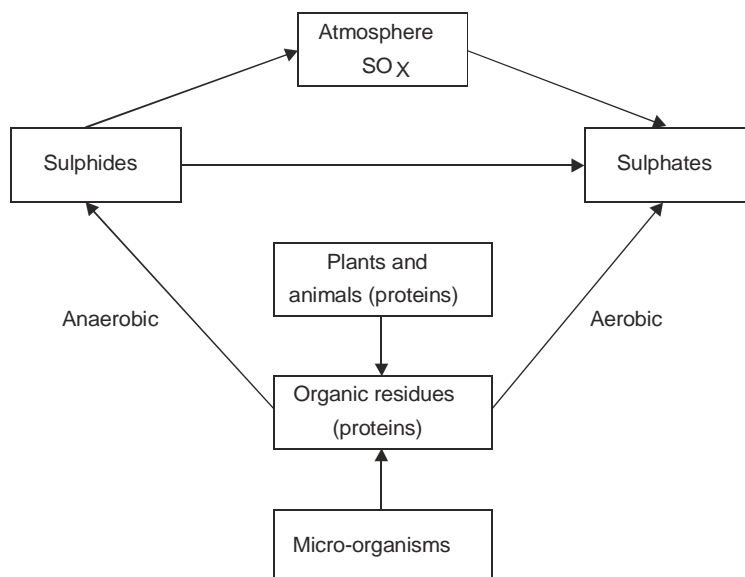 Atmosphere
SOX
Sulphides
Sulphates
Plants and
animals (proteins)
Anaerobic
Aerobic
Organic residues
(proteins)
Micro-organisms